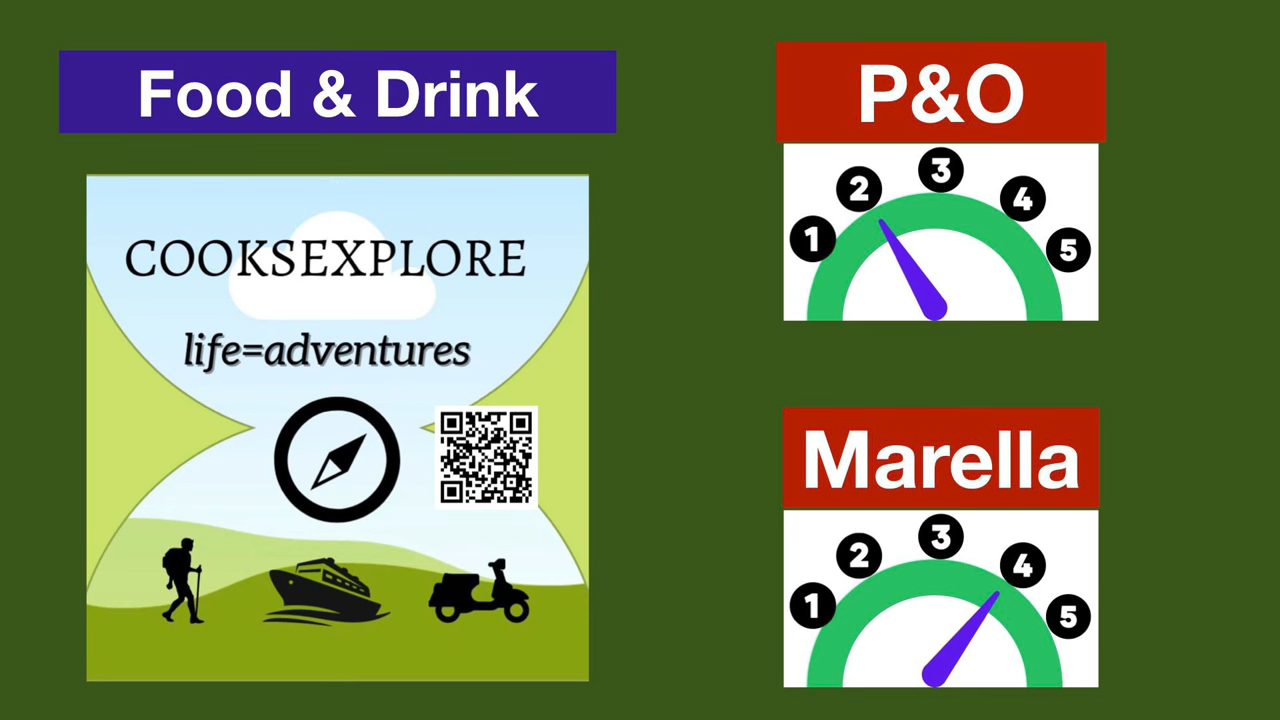 Food & Drink
COOKSEXPLORE
life=adventures
P&O
1 2 3 4 5
Marella
1 2 3 4 5